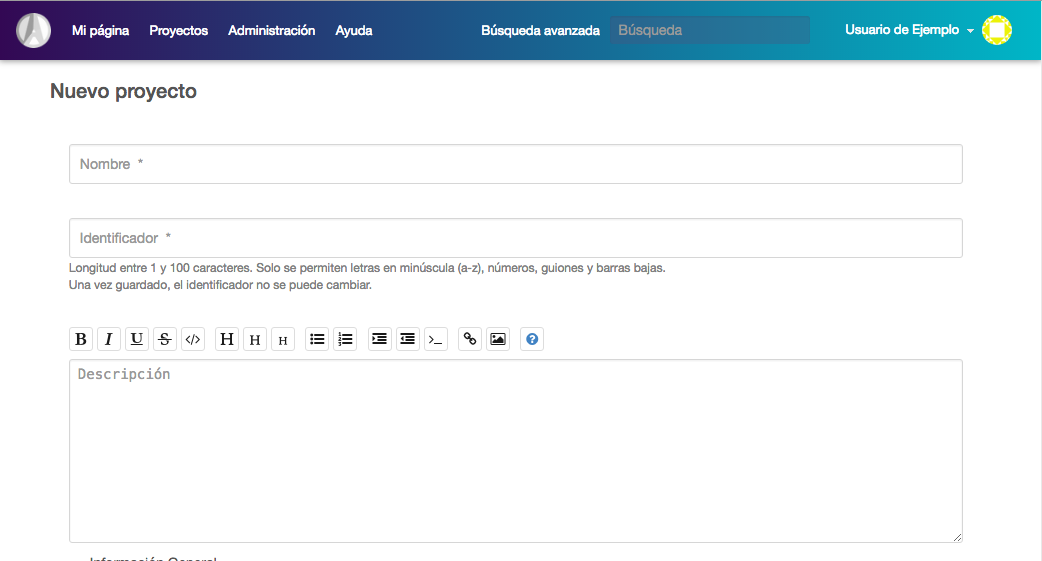 Mi página Proyectos Administración Ayuda Búsqueda avanzada Búsqueda Usuario de Ejemplo
Nuevo proyecto
Nombre *
Identificador *
Longitud entre 1 y 100 caracteres. Solo se permiten letras en minúscula (a-z), números, guiones y barras bajas.
Una vez guardado, el identificador no se puede cambiar.
B I U S </> H H H >_ ?
Descripción
Información General